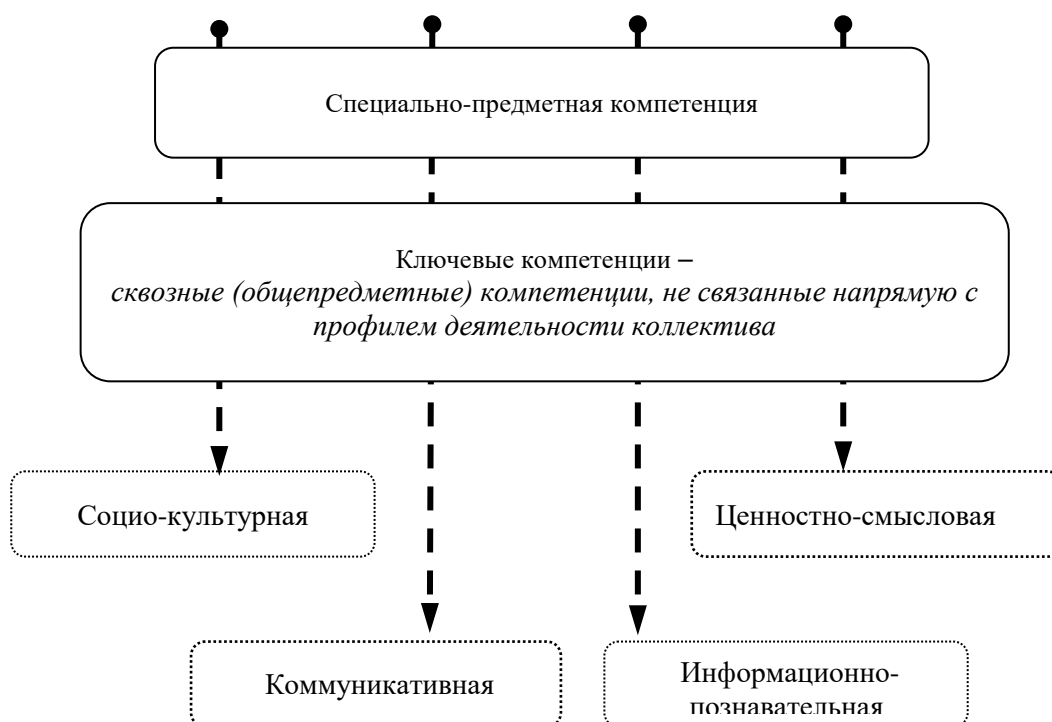 Специально-предметная компетенция
Ключевые компетенции –
сквозные (общепредметные) компетенции, не связанные напрямую с
профилем деятельности коллектива
Социо-культурная
Ценностно-смысловая
Коммуникативная
Информационно-
познавательная